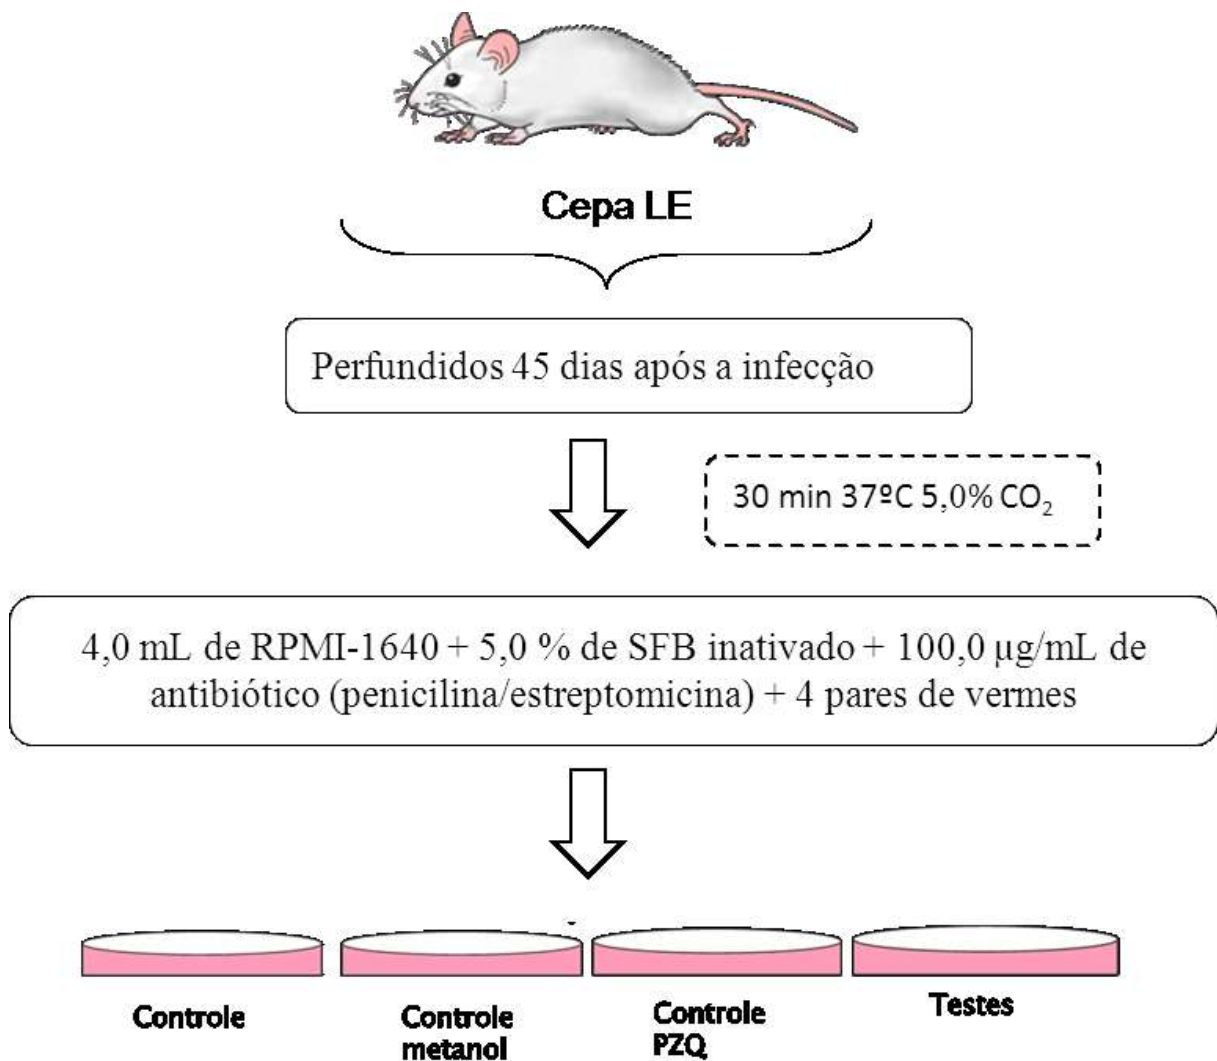 Cepa LE
Perfundidos 45 dias após a infecção
30 min 37ºC 5,0% CO₂
4,0 mL de RPMI-1640 + 5,0 % de SFB inativado + 100,0 µg/mL de
antibiótico (penicilina/estreptomicina) + 4 pares de vermes
Controle
Controle
metanol
Controle
PZQ
Testes